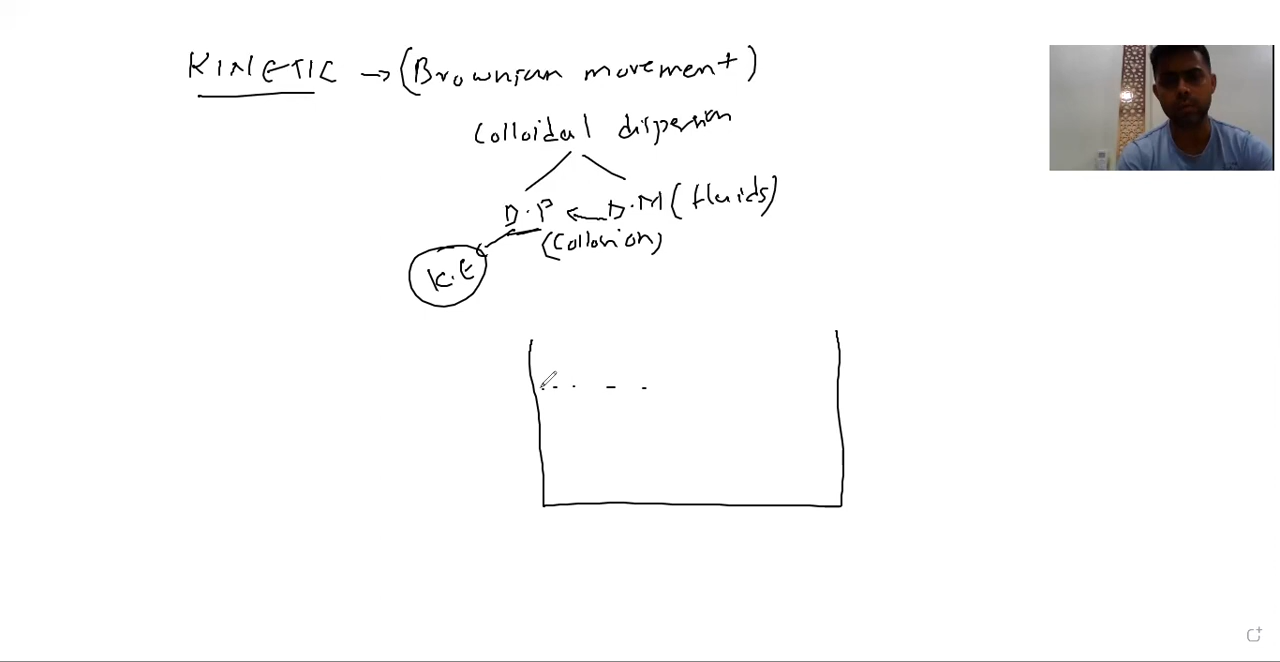 KINETIC → (Brownian movement)
Colloidal dispersion
D.P ← D.M (fluids)
(Collision)
K.E